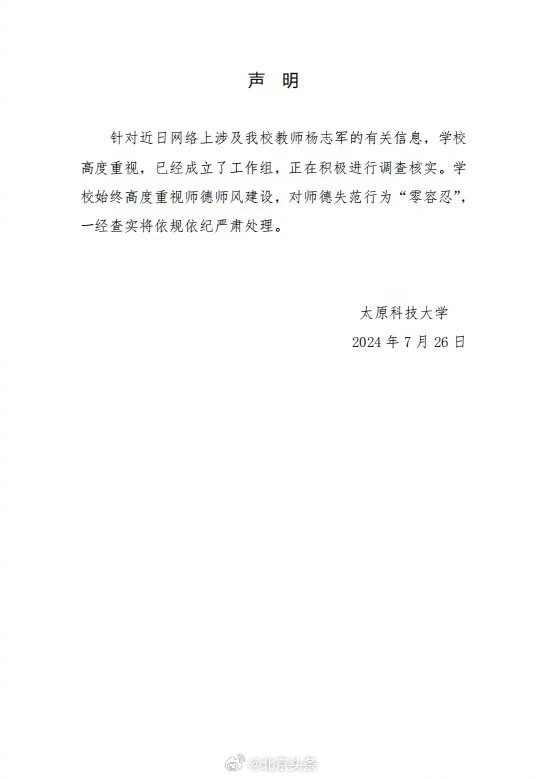 声 明
针对近日网络上涉及我校教师杨志军的有关信息，学校
高度重视，已经成立了工作组，正在积极进行调查核实。学
校始终高度重视师德师风建设，对师德失范行为“零容忍”，
一经查实将依规依纪严肃处理。
太原科技大学
2024 年 7 月 26 日
@北京头条